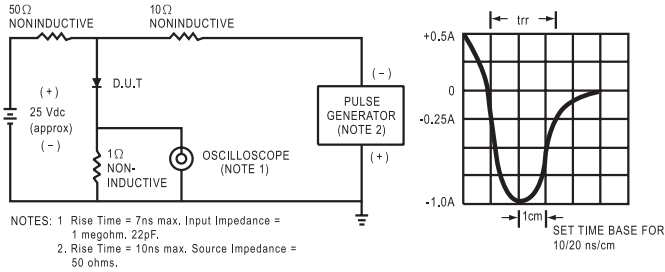 50Ω
NONINDUCTIVE
10Ω
NONINDUCTIVE
trr
+0.5A
(+)
25 Vdc
(approx)
(-)
D.U.T
(-)
PULSE
GENERATOR
(NOTE 2)
(+)
0
-0.25A
1Ω
NON-
INDUCTIVE
OSCILLOSCOPE
(NOTE 1)
-1.0A
1cm
SET TIME BASE FOR
10/20 ns/cm
NOTES: 1 Rise Time = 7ns max. Input Impedance =
1 megohm. 22pF.
2. Rise Time = 10ns max. Source Impedance =
50 ohms.